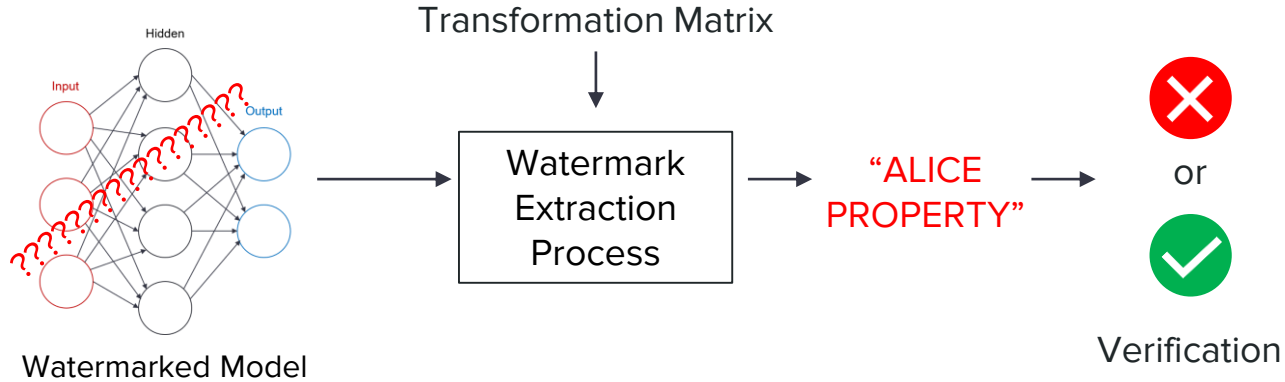 Transformation Matrix
Hidden
Input
Output
?????????????????????
Watermark
Extraction
Process
“ALICE
PROPERTY”
or
Watermarked Model
Verification